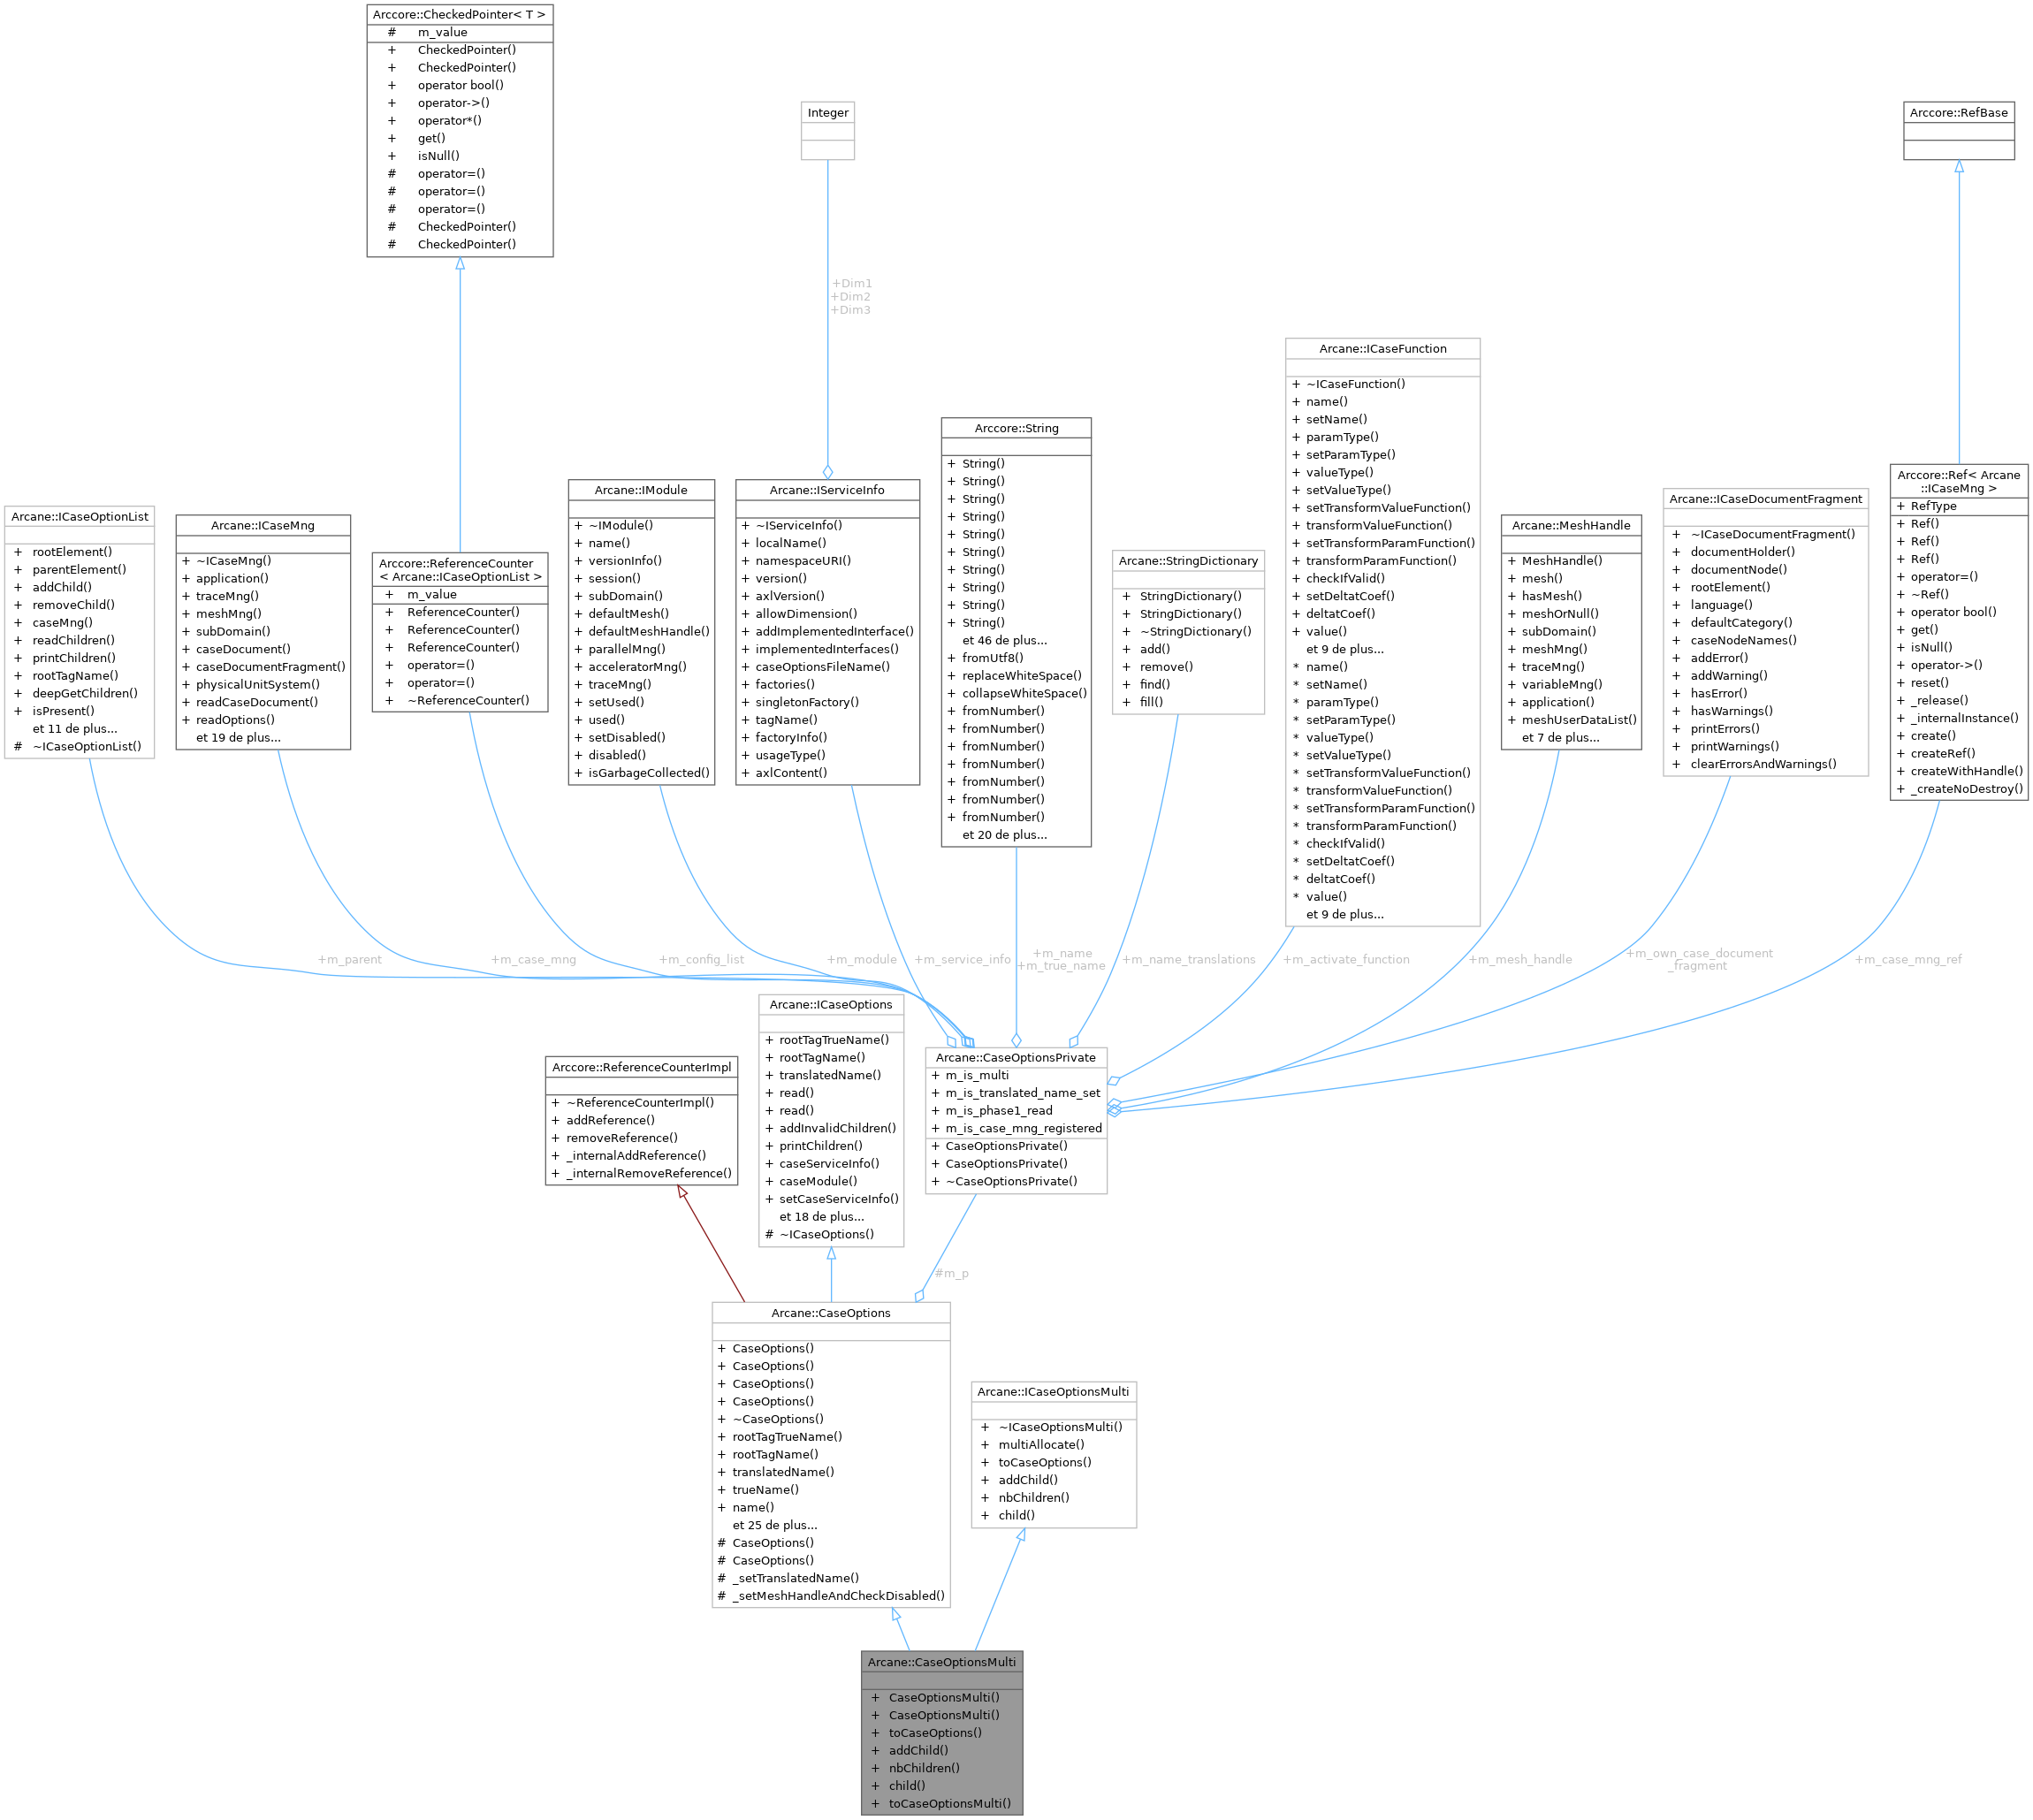 Arccore::CheckedPointer< T >
# m_value
+ CheckedPointer()
+ CheckedPointer()
+ operator bool()
+ operator->()
+ operator*()
+ get()
+ isNull()
# operator=()
# operator=()
# operator=()
# CheckedPointer()
# CheckedPointer()
Integer
Arccore::RefBase
+Dim1
+Dim2
+Dim3
Arcane::ICaseOptionList
+ rootElement()
+ parentElement()
+ addChild()
+ removeChild()
+ caseMng()
+ readChildren()
+ printChildren()
+ rootTagName()
+ deepGetChildren()
+ isPresent()
et 11 de plus...
# ~ICaseOptionList()
Arcane::ICaseMng
+ ~ICaseMng()
+ application()
+ traceMng()
+ meshMng()
+ subDomain()
+ caseDocument()
+ caseDocumentFragment()
+ physicalUnitSystem()
+ readCaseDocument()
+ readOptions()
et 19 de plus...
Arccore::ReferenceCounter
< Arcane::ICaseOptionList >
+ m_value
+ ReferenceCounter()
+ ReferenceCounter()
+ ReferenceCounter()
+ operator=()
+ operator=()
+ ~ReferenceCounter()
Arcane::IModule
+ ~IModule()
+ name()
+ versionInfo()
+ session()
+ subDomain()
+ defaultMesh()
+ defaultMeshHandle()
+ parallelMng()
+ acceleratorMng()
+ traceMng()
+ setUsed()
+ used()
+ setDisabled()
+ disabled()
+ isGarbageCollected()
Arcane::IServiceInfo
+ ~IServiceInfo()
+ localName()
+ namespaceURI()
+ version()
+ axlVersion()
+ allowDimension()
+ addImplementedInterface()
+ implementedInterfaces()
+ caseOptionsFileName()
+ factories()
+ singletonFactory()
+ tagName()
+ factoryInfo()
+ usageType()
+ axlContent()
Arccore::String
+ String()
+ String()
+ String()
+ String()
+ String()
+ String()
+ String()
+ String()
+ String()
+ String()
et 46 de plus...
+ fromUtf8()
+ replaceWhiteSpace()
+ collapseWhiteSpace()
+ fromNumber()
+ fromNumber()
+ fromNumber()
+ fromNumber()
+ fromNumber()
+ fromNumber()
+ fromNumber()
et 20 de plus...
Arcane::StringDictionary
+ StringDictionary()
+ StringDictionary()
+ ~StringDictionary()
+ add()
+ remove()
+ find()
+ fill()
Arcane::ICaseFunction
+ ~ICaseFunction()
+ name()
+ setName()
+ paramType()
+ setParamType()
+ valueType()
+ setValueType()
+ setTransformValueFunction()
+ transformValueFunction()
+ setTransformParamFunction()
+ transformParamFunction()
+ checkIfValid()
+ setDeltatCoef()
+ deltatCoef()
+ value()
et 9 de plus...
* name()
* setName()
* paramType()
* setParamType()
* valueType()
* setValueType()
* setTransformValueFunction()
* transformValueFunction()
* setTransformParamFunction()
* transformParamFunction()
* checkIfValid()
* setDeltatCoef()
* deltatCoef()
* value()
et 9 de plus...
Arcane::MeshHandle
+ MeshHandle()
+ mesh()
+ hasMesh()
+ meshOrNull()
+ subDomain()
+ meshMng()
+ traceMng()
+ variableMng()
+ application()
+ meshUserDataList()
et 7 de plus...
Arcane::ICaseDocumentFragment
+ ~ICaseDocumentFragment()
+ documentHolder()
+ documentNode()
+ rootElement()
+ language()
+ defaultCategory()
+ caseNodeNames()
+ addError()
+ addWarning()
+ hasError()
+ hasWarnings()
+ printErrors()
+ printWarnings()
+ clearErrorsAndWarnings()
Arccore::Ref< Arcane
::ICaseMng >
+ RefType
+ Ref()
+ Ref()
+ Ref()
+ operator=()
+ ~Ref()
+ operator bool()
+ get()
+ isNull()
+ operator->()
+ reset()
+ _release()
+ _internalInstance()
+ create()
+ createRef()
+ createWithHandle()
+ _createNoDestroy()
+m_parent
+m_case_mng
+m_config_list
+m_module
+m_service_info
+m_name
+m_true_name
+m_name_translations
+m_activate_function
+m_mesh_handle
+m_own_case_document
_fragment
+m_case_mng_ref
Arccore::ReferenceCounterImpl
+ ~ReferenceCounterImpl()
+ addReference()
+ removeReference()
+ _internalAddReference()
+ _internalRemoveReference()
Arcane::ICaseOptions
+ rootTagTrueName()
+ rootTagName()
+ translatedName()
+ read()
+ read()
+ addInvalidChildren()
+ printChildren()
+ caseServiceInfo()
+ caseModule()
+ setCaseServiceInfo()
et 18 de plus...
# ~ICaseOptions()
Arcane::CaseOptionsPrivate
+ m_is_multi
+ m_is_translated_name_set
+ m_is_phase1_read
+ m_is_case_mng_registered
+ CaseOptionsPrivate()
+ CaseOptionsPrivate()
+ ~CaseOptionsPrivate()
#m_p
Arcane::CaseOptions
+ CaseOptions()
+ CaseOptions()
+ CaseOptions()
+ CaseOptions()
+ ~CaseOptions()
+ rootTagTrueName()
+ rootTagName()
+ translatedName()
+ trueName()
+ name()
et 25 de plus...
# CaseOptions()
# CaseOptions()
# _setTranslatedName()
# _setMeshHandleAndCheckDisabled()
Arcane::ICaseOptionsMulti
+ ~ICaseOptionsMulti()
+ multiAllocate()
+ toCaseOptions()
+ addChild()
+ nbChildren()
+ child()
Arcane::CaseOptionsMulti
+ CaseOptionsMulti()
+ CaseOptionsMulti()
+ toCaseOptions()
+ addChild()
+ nbChildren()
+ child()
+ toCaseOptionsMulti()